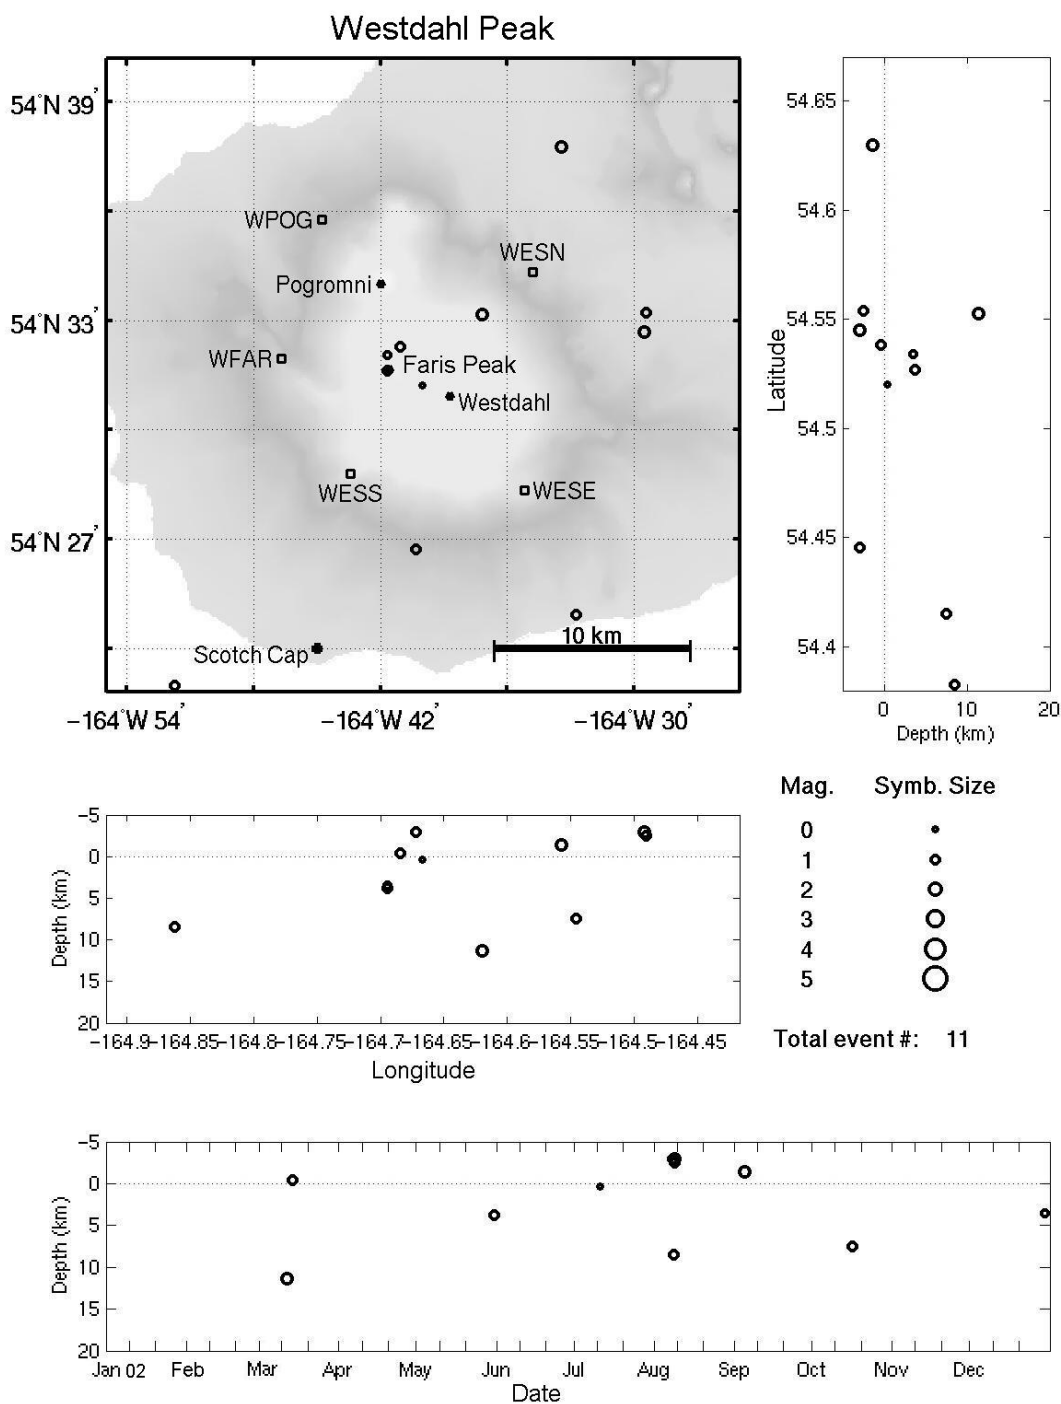 Westdahl Peak
54°N 39'
54°N 33'
54°N 27'
WPOG
WESN
Pogromni
WFAR
Faris Peak
Westdahl
WESS
WESE
10 km
Scotch Cap
-164°W 54'
-164°W 42'
-164°W 30'
54.65
54.6
54.55
54.5
54.45
54.4
Latitude
0
10
20
Depth (km)
-5
0
5
10
15
20
Depth (km)
-164.9
-164.85
-164.8
-164.75
-164.7
-164.65
-164.6
-164.55
-164.5
-164.45
Longitude
Mag. Symb. Size
0
1
2
3
4
5
Total event #: 11
-5
0
5
10
15
20
Depth (km)
Jan 02 Feb Mar Apr May Jun Jul Aug Sep Oct Nov Dec
Date